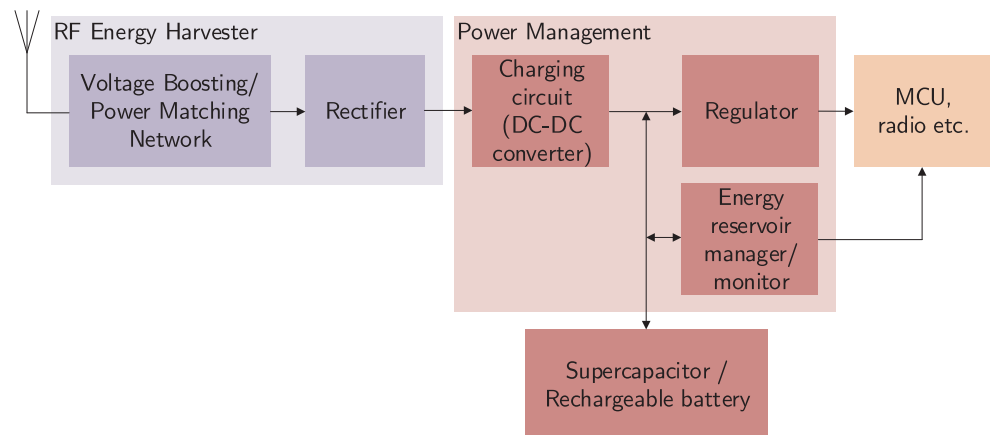 RF Energy Harvester
Voltage Boosting/
Power Matching
Network
Rectifier
Power Management
Charging
circuit
(DC-DC
converter)
Regulator
MCU,
radio etc.
Energy
reservoir
manager/
monitor
Supercapacitor /
Rechargeable battery